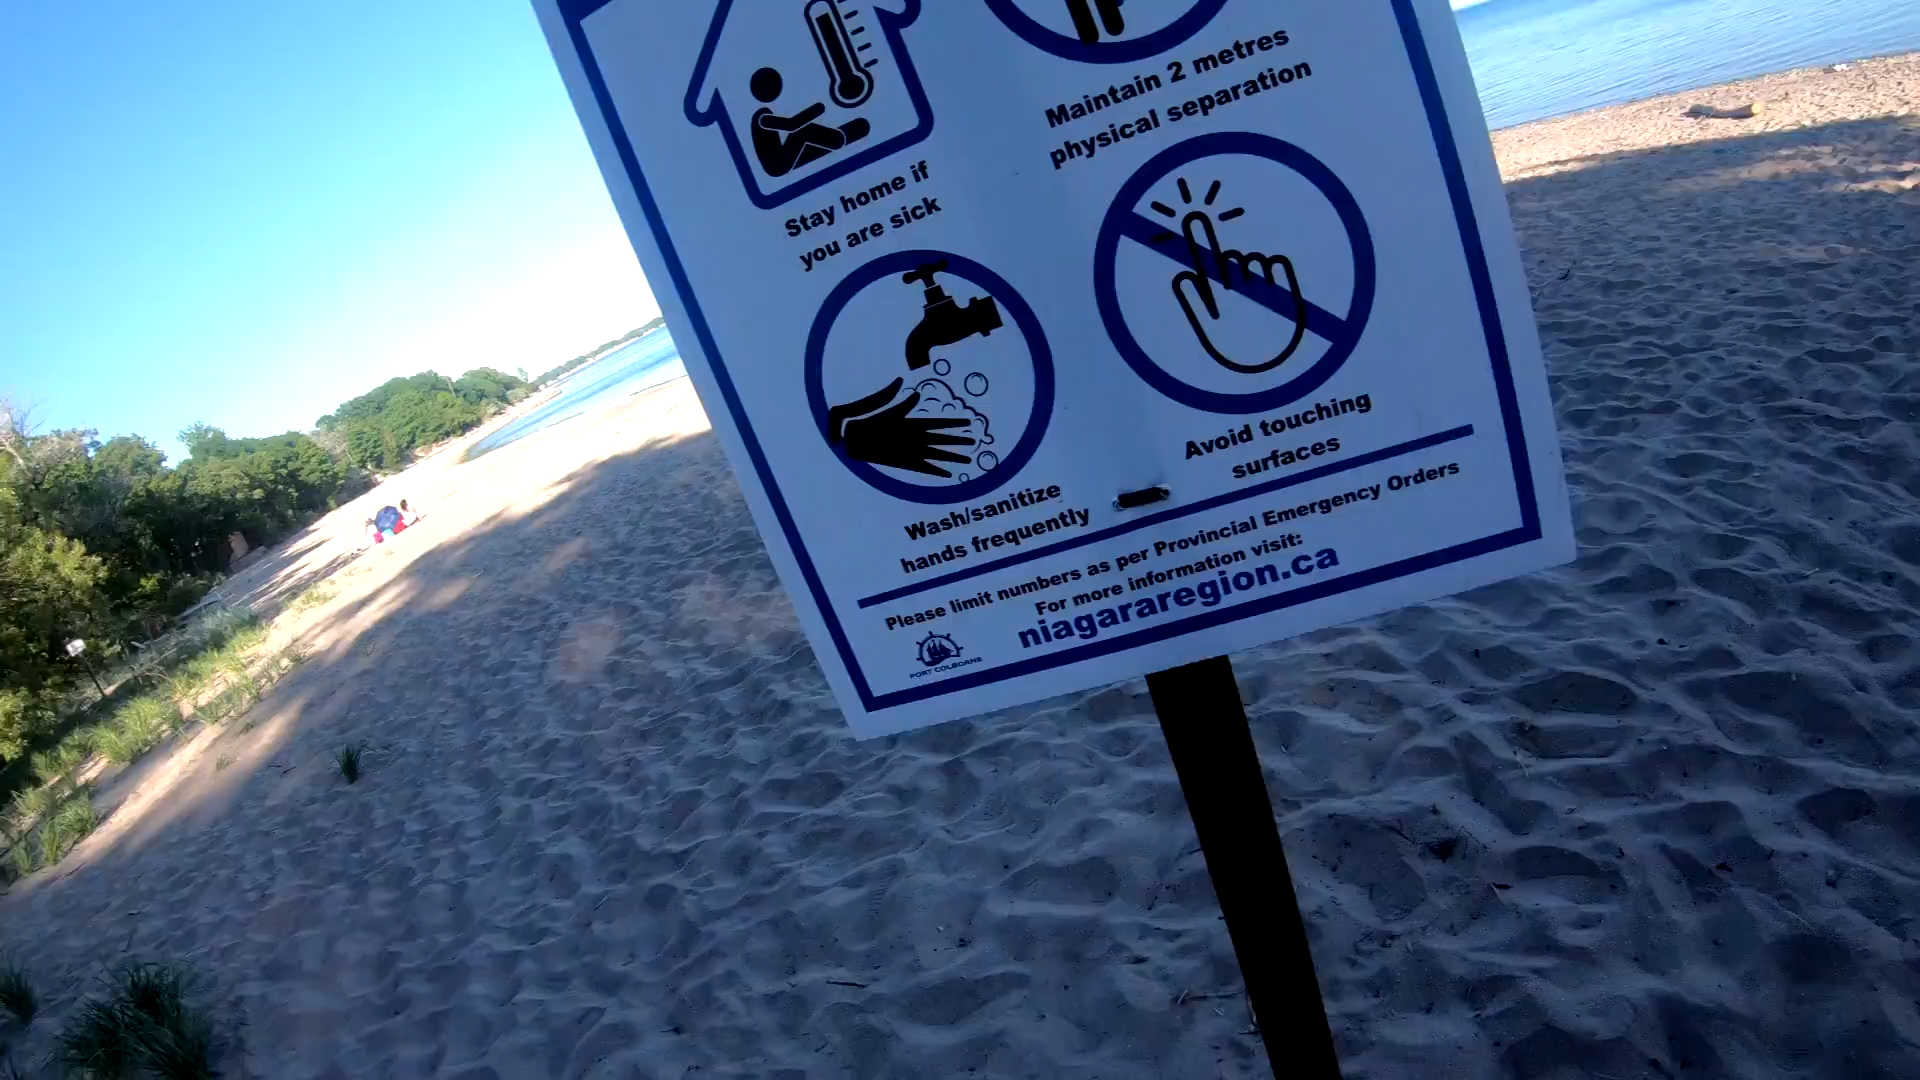 Maintain 2 metres
physical separation
Stay home if
you are sick
Wash/sanitize
hands frequently
Avoid touching
surfaces
Please limit numbers as per Provincial Emergency Orders
For more information visit:
niagararegion.ca
PORT COLBORNE